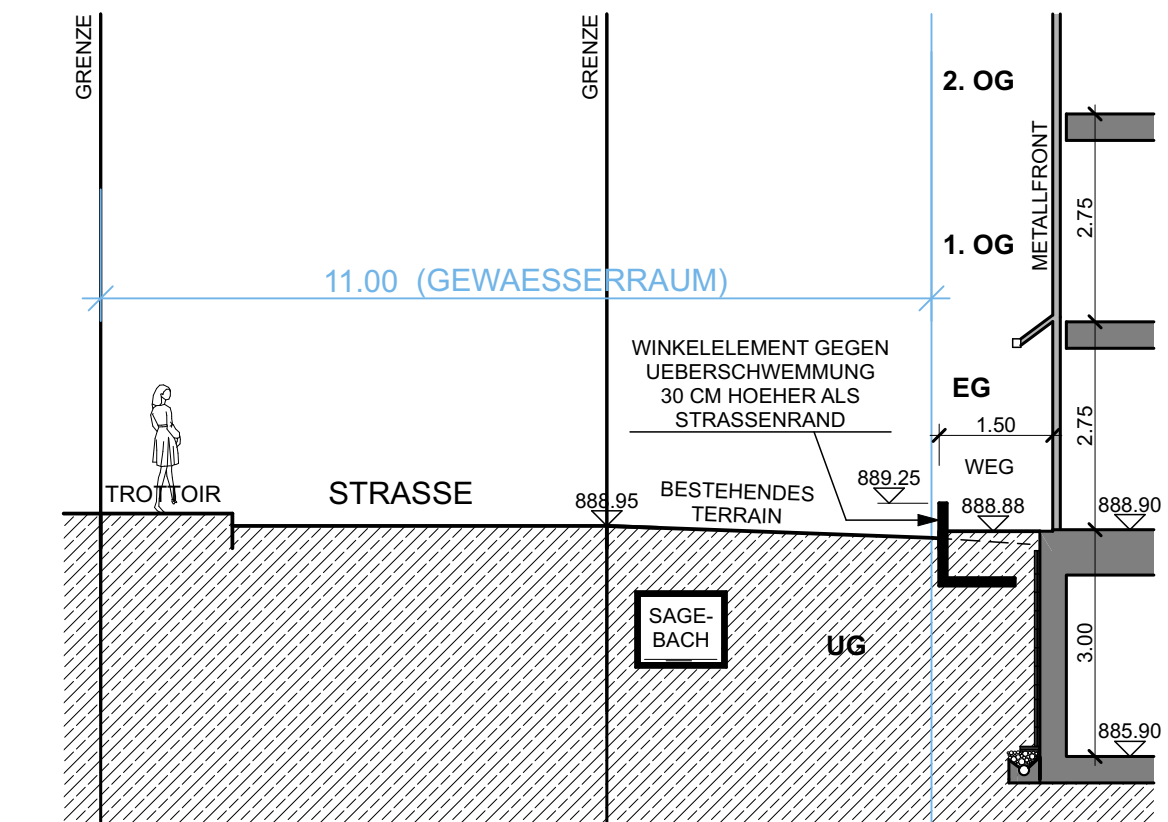 GRENZE
GRENZE
2. OG
METALLFRONT
2.75
1. OG
11.00 (GEWAESSERRAUM)
WINKELELEMENT GEGEN
UEBERSCHWEMMUNG
30 CM HOEHER ALS
STRASSENRAND
EG
1.50
2.75
WEG
TROTTOIR
STRASSE
888.95
BESTEHENDES
TERRAIN
889.25
888.88
888.90
SAGE-
BACH
UG
3.00
885.90